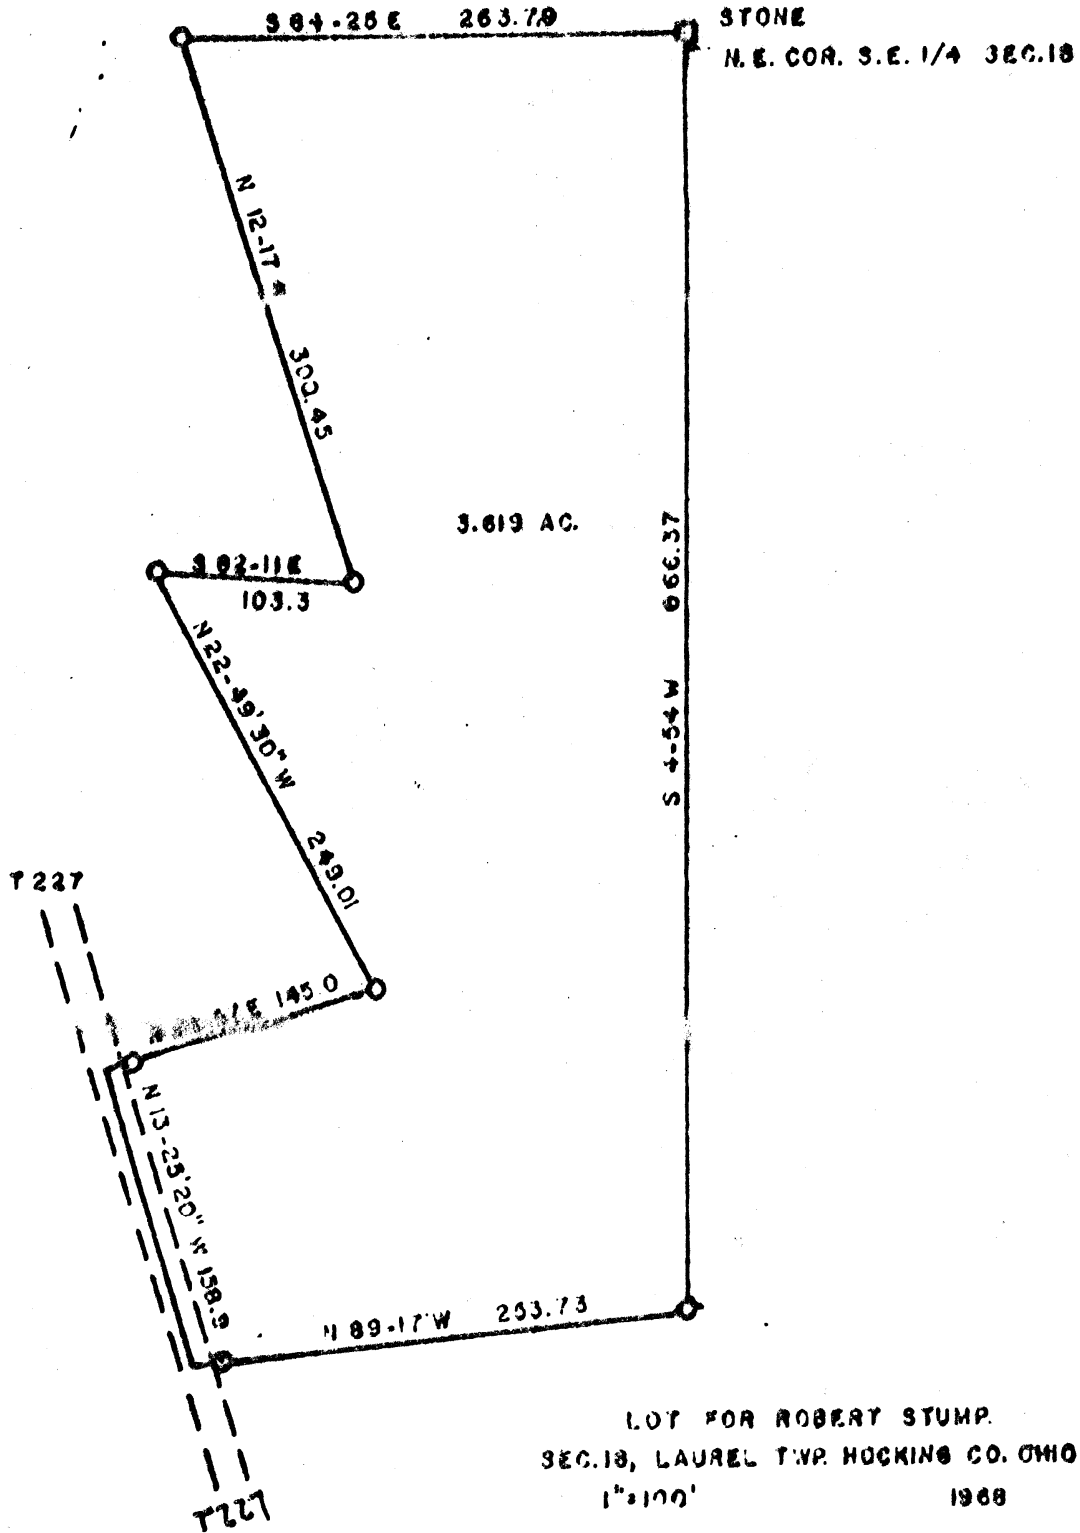 S 84-25 E 263.79
STONE
N.E. COR. S.E. 1/4 SEC.18
N 12-17
300.45
3.619 AC.
S 82-11 E
103.3
N22-49'30" W
249.01
S 4-54 W 666.37
T 227
E 145.0
N 13-25'20" W 158.9
N 89-17 W 253.73
LOT FOR ROBERT STUMP.
SEC.18, LAUREL TWP. HOCKING CO. OHIO
1"=100' 1968
T227